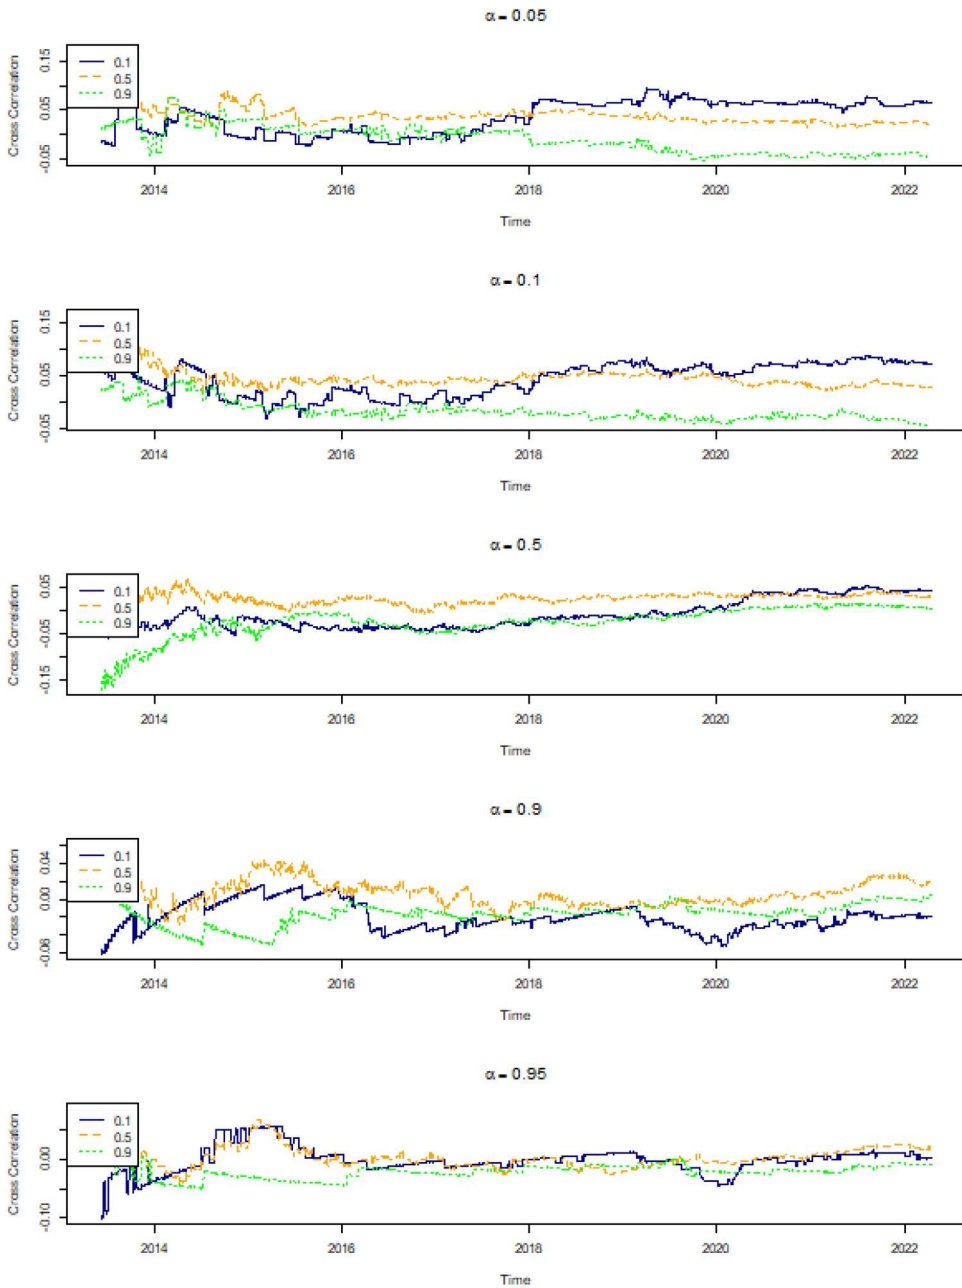 α = 0.05
Cross Correlation
0.15
0.05
-0.05
0.1
0.5
0.9
2014 2016 2018 2020 2022
Time
α = 0.1
Cross Correlation
0.15
0.05
-0.05
0.1
0.5
0.9
2014 2016 2018 2020 2022
Time
α = 0.5
Cross Correlation
0.05
-0.05
-0.15
0.1
0.5
0.9
2014 2016 2018 2020 2022
Time
α = 0.9
Cross Correlation
0.04
0.00
-0.06
0.1
0.5
0.9
2014 2016 2018 2020 2022
Time
α = 0.95
Cross Correlation
0.00
-0.10
0.1
0.5
0.9
2014 2016 2018 2020 2022
Time